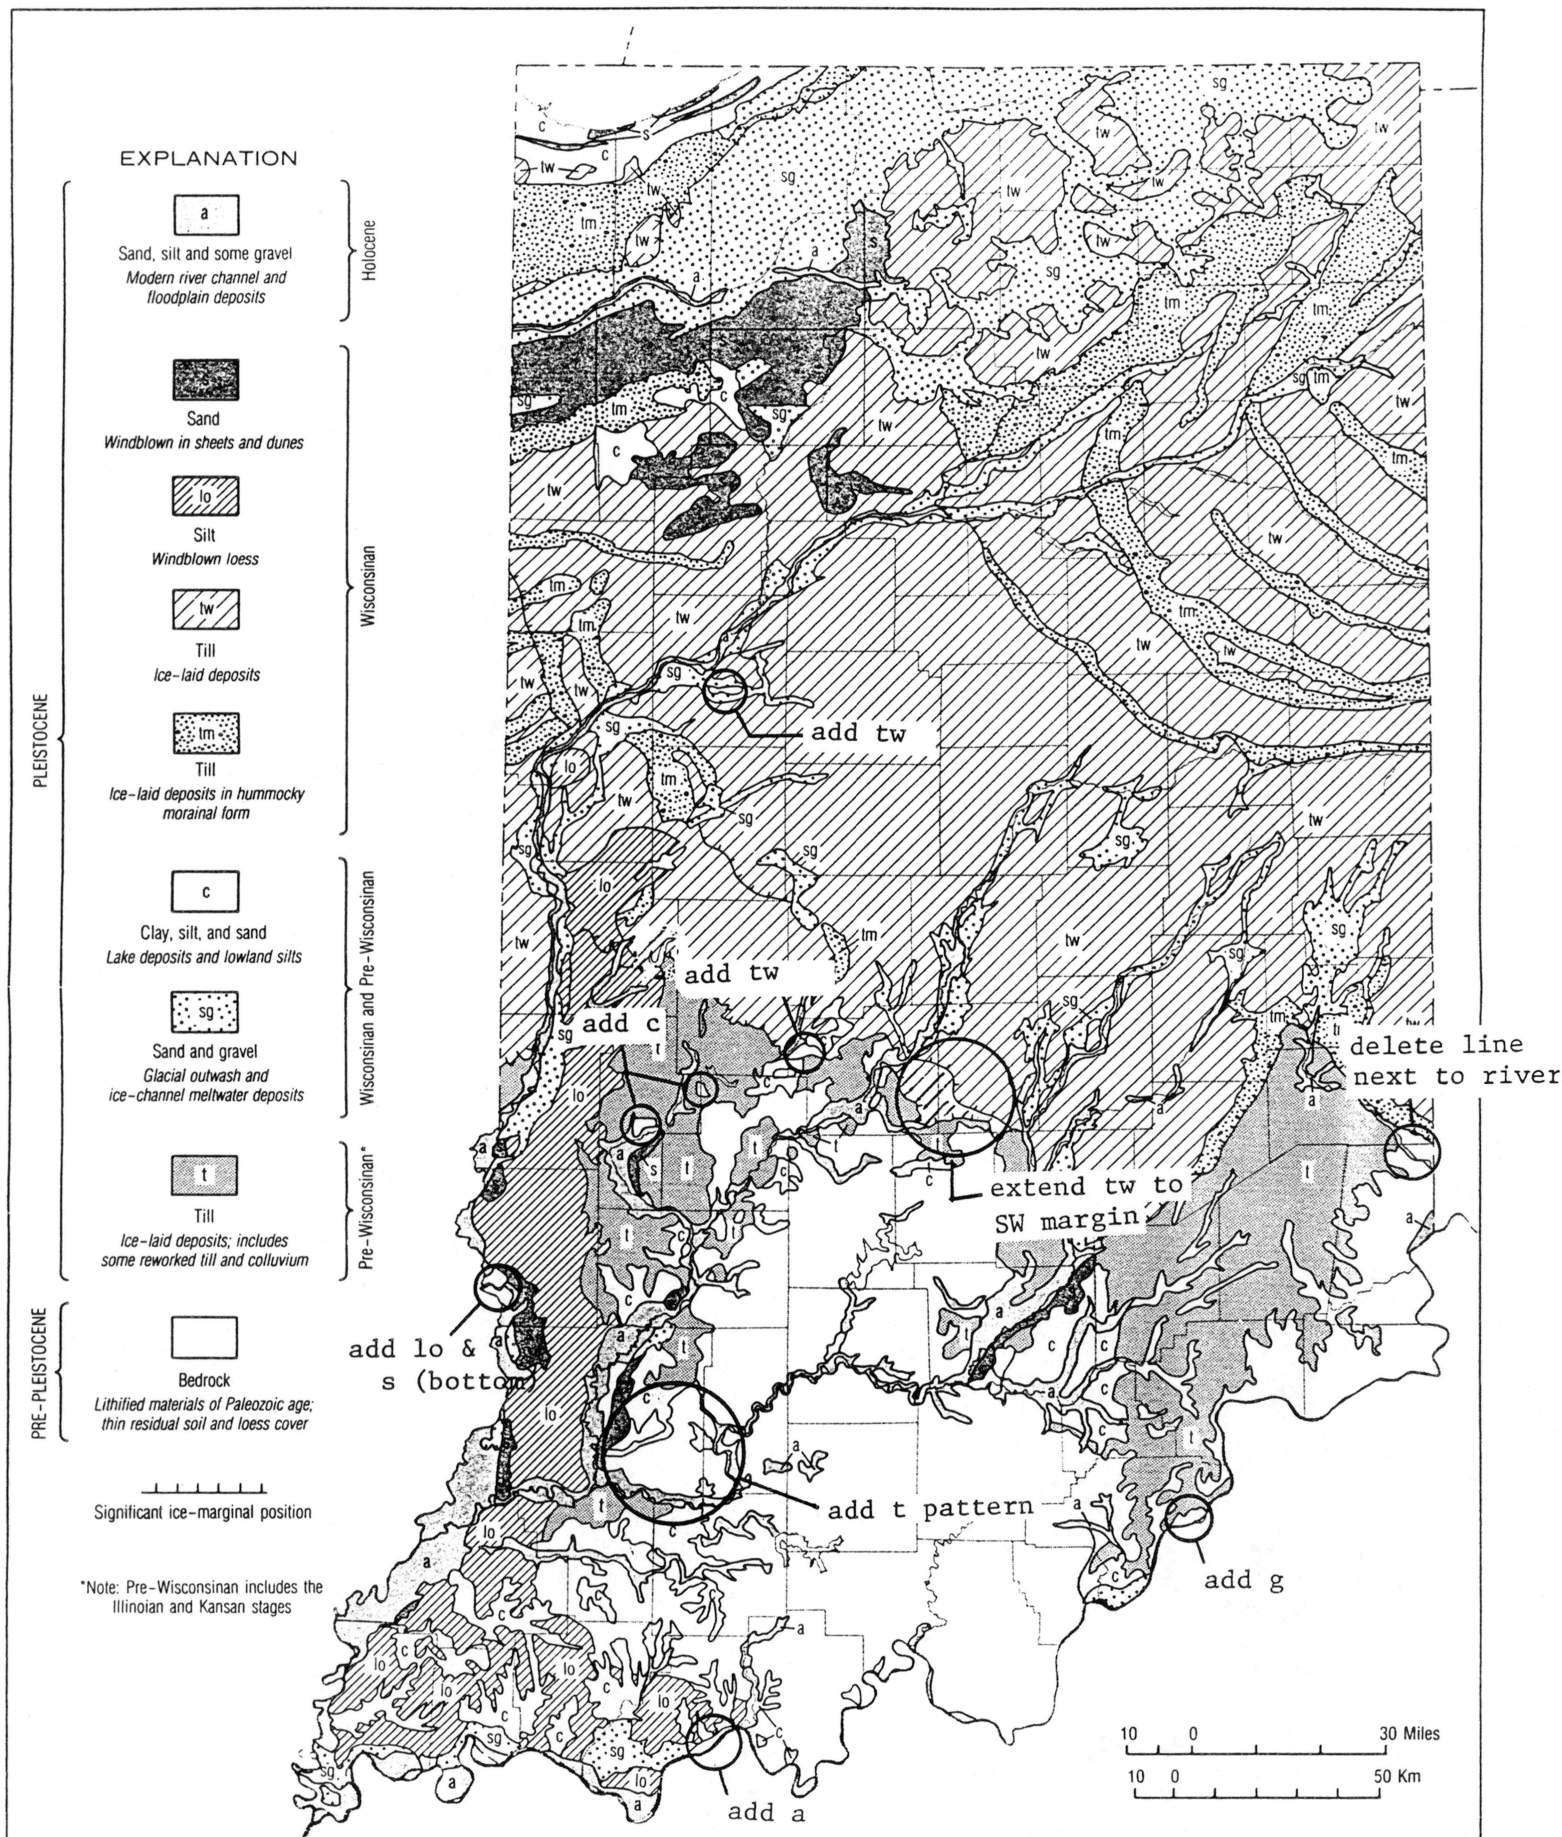 EXPLANATION
PLEISTOCENE
PRE-PLEISTOCENE
a
Sand, silt and some gravel
Modern river channel and
floodplain deposits
Holocene
Sand
Windblown in sheets and dunes
lo
Silt
Windblown loess
tw
Till
Ice-laid deposits
tm
Till
Ice-laid deposits in hummocky
morainal form
Wisconsinan
c
Clay, silt, and sand
Lake deposits and lowland silts
sg
Sand and gravel
Glacial outwash and
ice-channel meltwater deposits
Wisconsinan and Pre-Wisconsinan
t
Till
Ice-laid deposits; includes
some reworked till and colluvium
Pre-Wisconsinan*
Bedrock
Lithified materials of Paleozoic age;
thin residual soil and loess cover
Significant ice-marginal position
*Note: Pre-Wisconsinan includes the
Illinoian and Kansan stages
add tw
add tw
add c
delete line
next to river
extend tw to
SW margin
add lo &
s (bottom)
add t pattern
add g
add a
10 0 30 Miles
10 0 50 Km